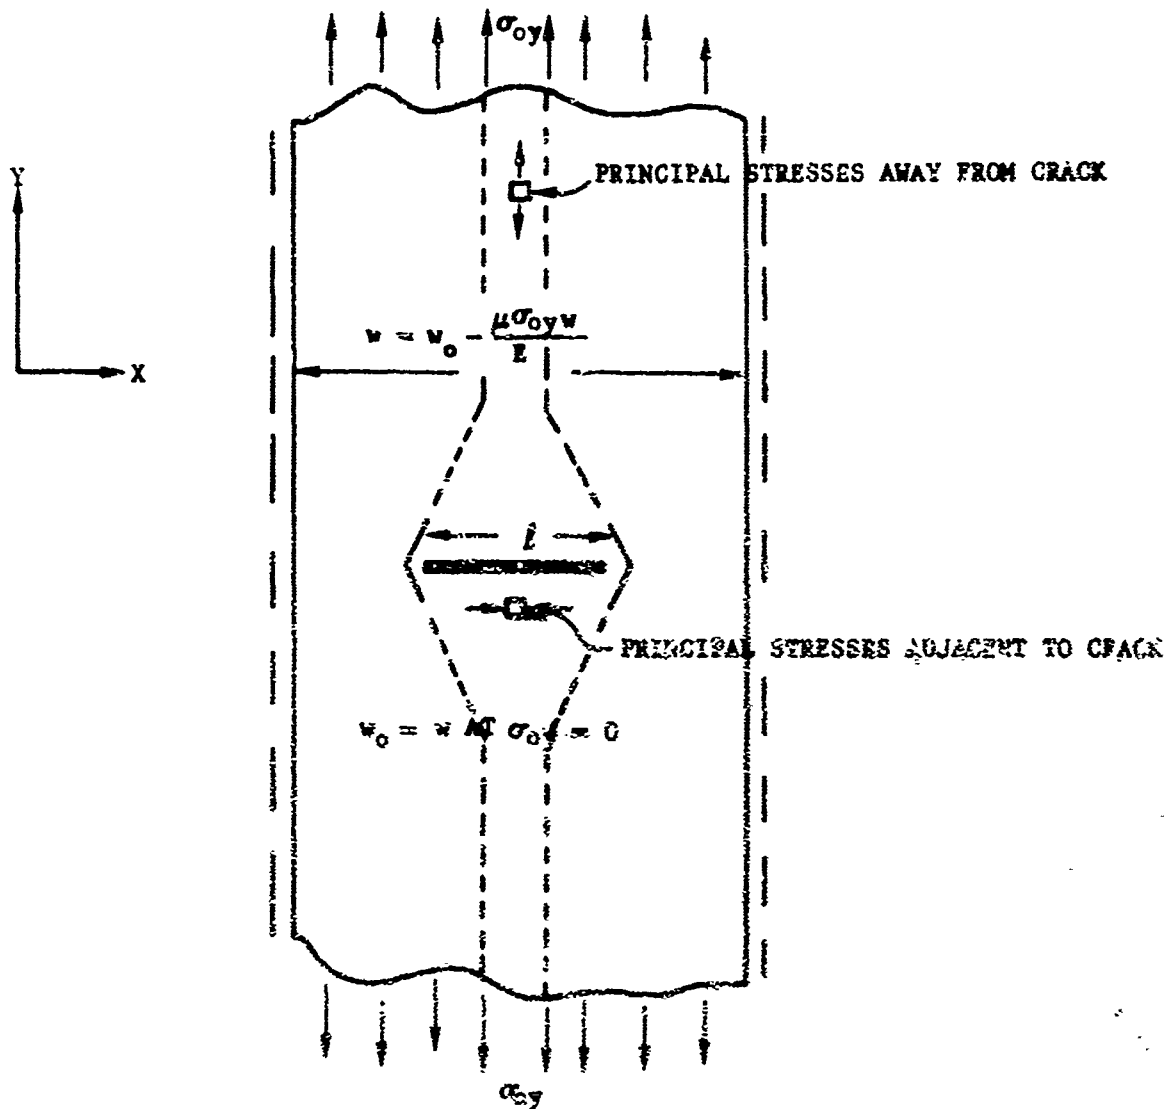 σoy
Y
PRINCIPAL STRESSES AWAY FROM CRACK
w = wo - μσoyw / E
X
ℓ
PRINCIPAL STRESSES ADJACENT TO CRACK
wo = w AT σoy = 0
σoy